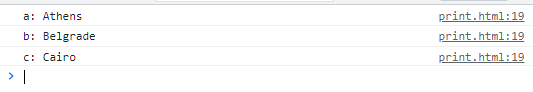 a: Athens print.html:19
b: Belgrade print.html:19
c: Cairo print.html:19
>